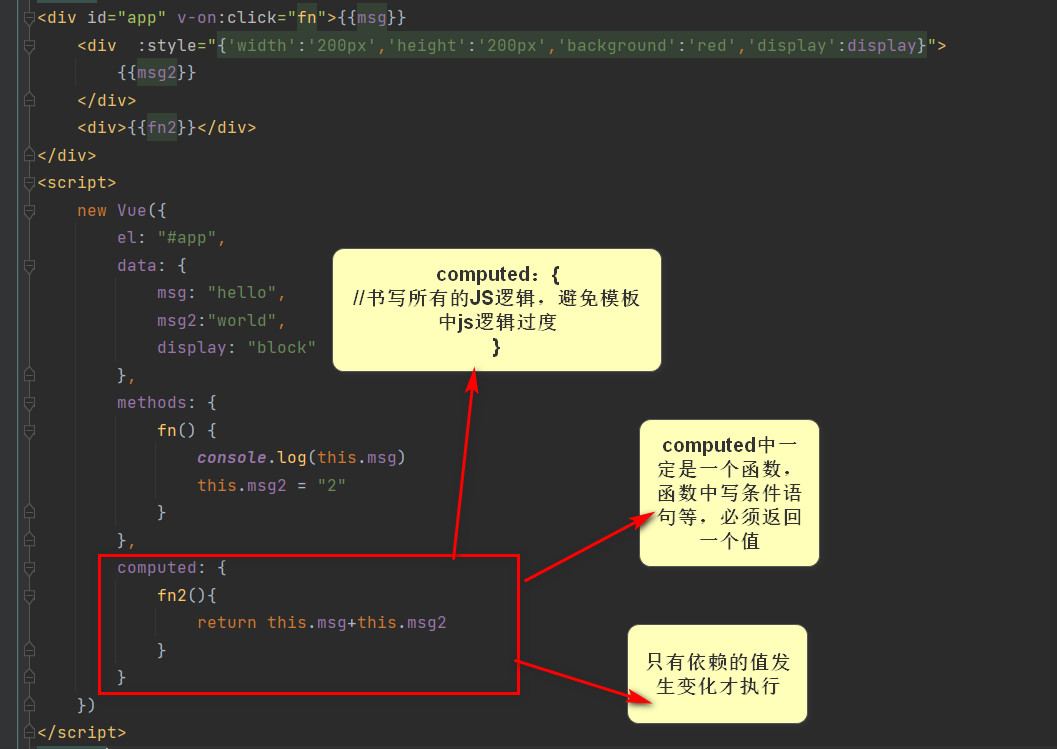 <div id="app" v-on:click="fn">{{msg}}
<div  :style="{'width':'200px','height':'200px','background':'red','display':display}">
{{msg2}}
</div>
<div>{{fn2}}</div>
</div>
<script>
new Vue({
el: "#app",
data: {
msg: "hello",
msg2:"world",
display: "block"
},
methods: {
fn() {
console.log(this.msg)
this.msg2 = "2"
}
},
computed: {
fn2(){
return this.msg+this.msg2
}
}
})
</script>
computed：{
//书写所有的JS逻辑，避免模板
中js逻辑过度
}
computed中一
定是一个函数，
函数中写条件语
句等，必须返回
一个值
只有依赖的值发
生变化才执行